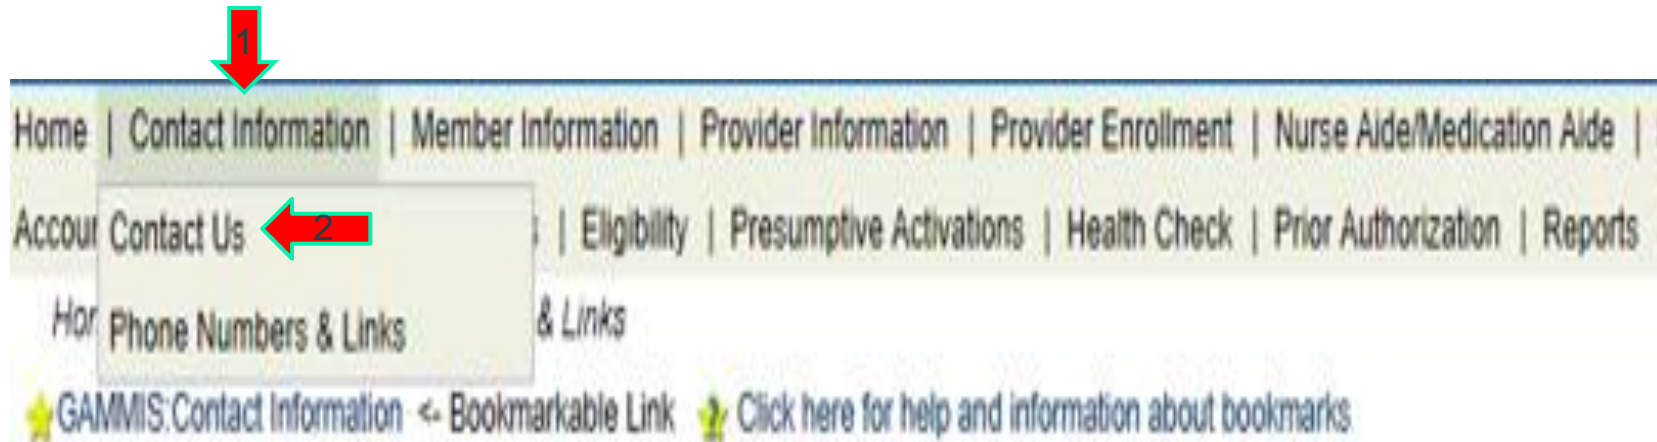 1
Home | Contact Information | Member Information | Provider Information | Provider Enrollment | Nurse Aide/Medication Aide |
Contact Us 2 | Eligibility | Presumptive Activations | Health Check | Prior Authorization | Reports
Phone Numbers & Links & Links
GAMMIS:Contact Information <- Bookmarkable Link ? Click here for help and information about bookmarks